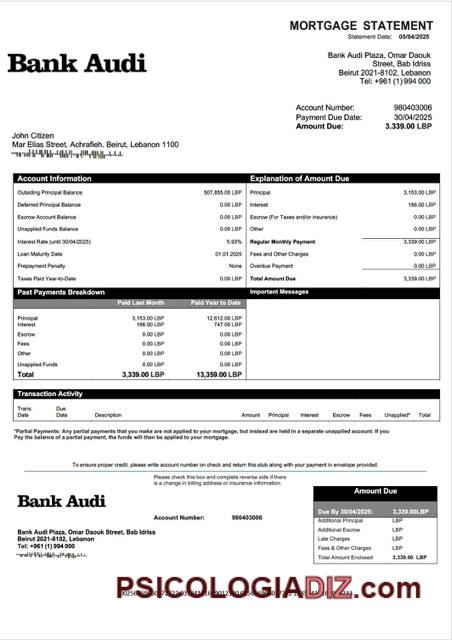 MORTGAGE STATEMENT
Statement Date: 05/04/2025
Bank Audi
Bank Audi Plaza, Omar Daouk
Street, Bab Idriss
Beirut 2021-8102, Lebanon
Tel: +961 (1) 994 000
Account Number: 980403006
Payment Due Date: 30/04/2025
Amount Due: 3.339.00 LBP
John Citizen
Mar Elias Street, Achrafieh, Beirut, Lebanon 1100
Account Information
Outsiding Principal Balance 507,655.00 LBP
Deferred Principal Balance 0.00 LBP
Escrow Account Balance 0.00 LBP
Unapplied Funds Balance 0.00 LBP
Interest Rate (until 30/04/2025) 5.93%
Loan Maturity Date 01.01.2025
Prepayment Penalty None
Taxes Paid Year-to-Date 0.00 LBP
Explanation of Amount Due
Principal 3,153.00 LBP
Interest 186.00 LBP
Escrow (For Taxes and/or insurance) 0.00 LBP
Other 0.00 LBP
Regular Monthly Payment 3,339.00 LBP
Fees and Other Charges 0.00 LBP
Overdue Payment 0.00 LBP
Total Amount Due 3,339.00 LBP
Past Payments Breakdown
Paid Last Month Paid Year to Date
Principal 3,153.00 LBP 12,612.00 LBP
Interest 186.00 LBP 747.00 LBP
Escrow 0.00 LBP 0.00 LBP
Fees 0.00 LBP 0.00 LBP
Other 0.00 LBP 0.00 LBP
Unapplied Funds 0.00 LBP 0.00 LBP
Total 3,339.00 LBP 13,359.00 LBP
Important Messages
Transaction Activity
Trans. Date Due Date Description Amount Principal Interest Escrow Fees Unapplied* Total
*Partial Payments: Any partial payments that you make are not applied to your mortgage, but instead are held in a separate unapplied account. If you
Pay the balance of a partial payment, the funds will then be applied to your mortgage.
To ensure proper credit, please write account number on check and return this stub along with your payment in envelope provided.
Please check this box and complete reverse side if there
is a change in billing address or insurance information.
Bank Audi
Account Number: 980403006
Bank Audi Plaza, Omar Daouk Street, Bab Idriss
Beirut 2021-8102, Lebanon
Tel: +961 (1) 994 000
Amount Due
Due By 30/04/2025: 3,339.00LBP
Additional Principal LBP
Additional Escrow LBP
Late Charges LBP
Fees & Other Charges LBP
Total Amount Enclosed 3,339.00 LBP
PSICOLOGIADIZ.com